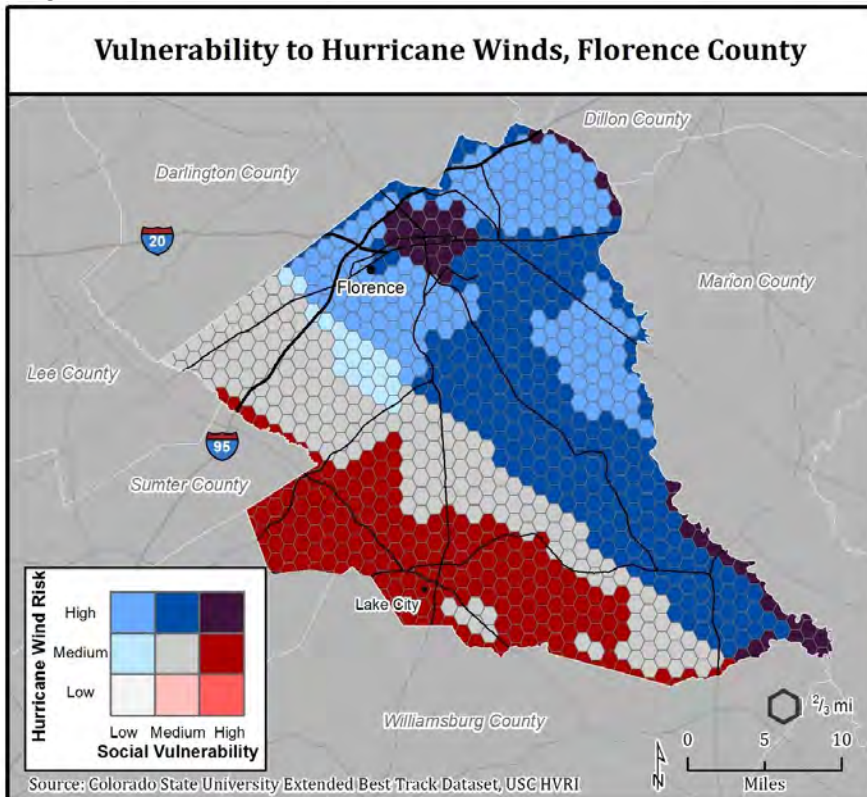 Vulnerability to Hurricane Winds, Florence County
Dillon County
Darlington County
20
Marion County
Florence
Lee County
95
Sumter County
Lake City
Williamsburg County
Hurricane Wind Risk
High
Medium
Low
Low Medium High
Social Vulnerability
2/3 mi
N
0 5 10
Miles
Source: Colorado State University Extended Best Track Dataset, USC HVRI